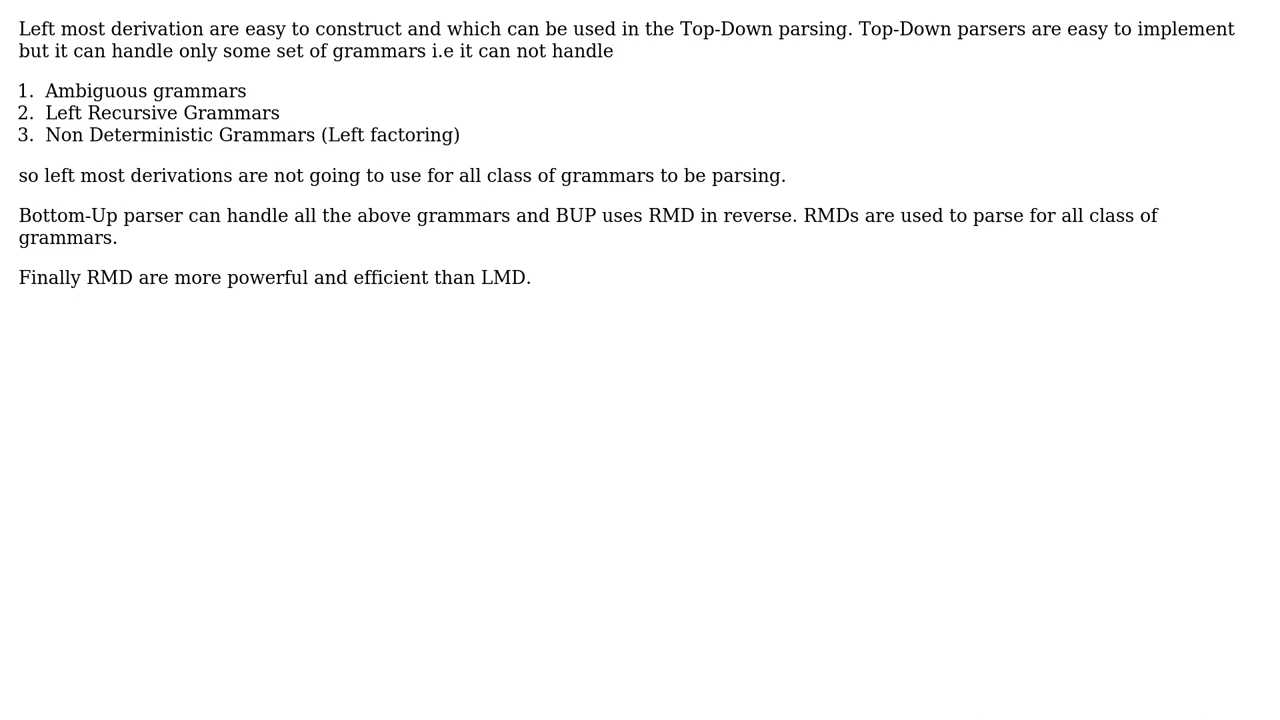 Left most derivation are easy to construct and which can be used in the Top-Down parsing. Top-Down parsers are easy to implement
but it can handle only some set of grammars i.e it can not handle
1. Ambiguous grammars
2. Left Recursive Grammars
3. Non Deterministic Grammars (Left factoring)
so left most derivations are not going to use for all class of grammars to be parsing.
Bottom-Up parser can handle all the above grammars and BUP uses RMD in reverse. RMDs are used to parse for all class of
grammars.
Finally RMD are more powerful and efficient than LMD.